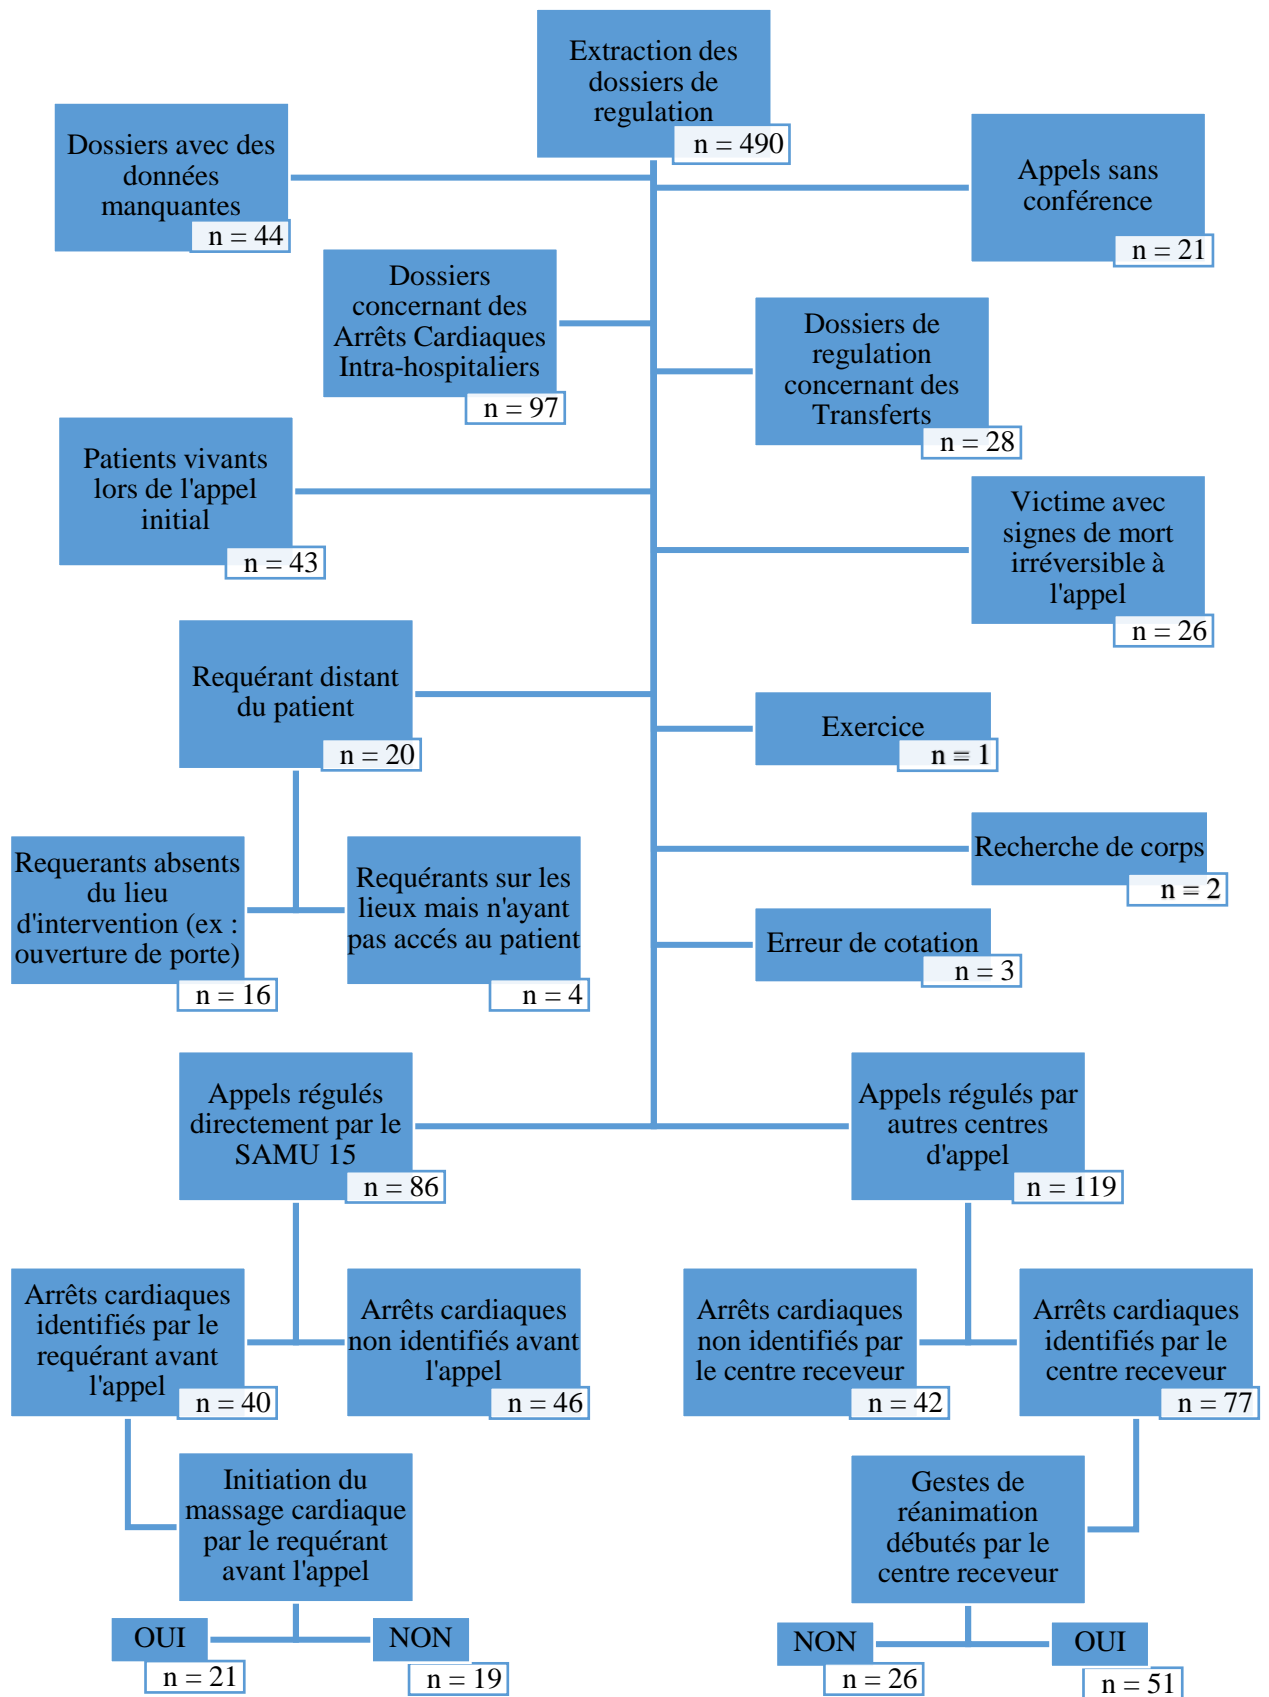 Extraction des
dossiers de
regulation
n = 490
Dossiers avec des
données
manquantes
n = 44
Appels sans
conférence
n = 21
Dossiers
concernant des
Arrêts Cardiaques
Intra-hospitaliers
n = 97
Dossiers de
regulation
concernant des
Transferts
n = 28
Patients vivants
lors de l'appel
initial
n = 43
Victime avec
signes de mort
irréversible à
l'appel
n = 26
Requérant distant
du patient
n = 20
Exercice
n = 1
Requerants absents
du lieu
d'intervention (ex :
ouverture de porte)
n = 16
Requérants sur les
lieux mais n'ayant
pas accés au patient
n = 4
Recherche de corps
n = 2
Erreur de cotation
n = 3
Appels régulés
directement par le
SAMU 15
n = 86
Appels régulés par
autres centres
d'appel
n = 119
Arrêts cardiaques
identifiés par le
requérant avant
l'appel
n = 40
Arrêts cardiaques
non identifiés avant
l'appel
n = 46
Arrêts cardiaques
non identifiés par
le centre receveur
n = 42
Arrêts cardiaques
identifiés par le
centre receveur
n = 77
Initiation du
massage cardiaque
par le requérant
avant l'appel
Gestes de
réanimation
débutés par le
centre receveur
OUI
n = 21
NON
n = 19
NON
n = 26
OUI
n = 51